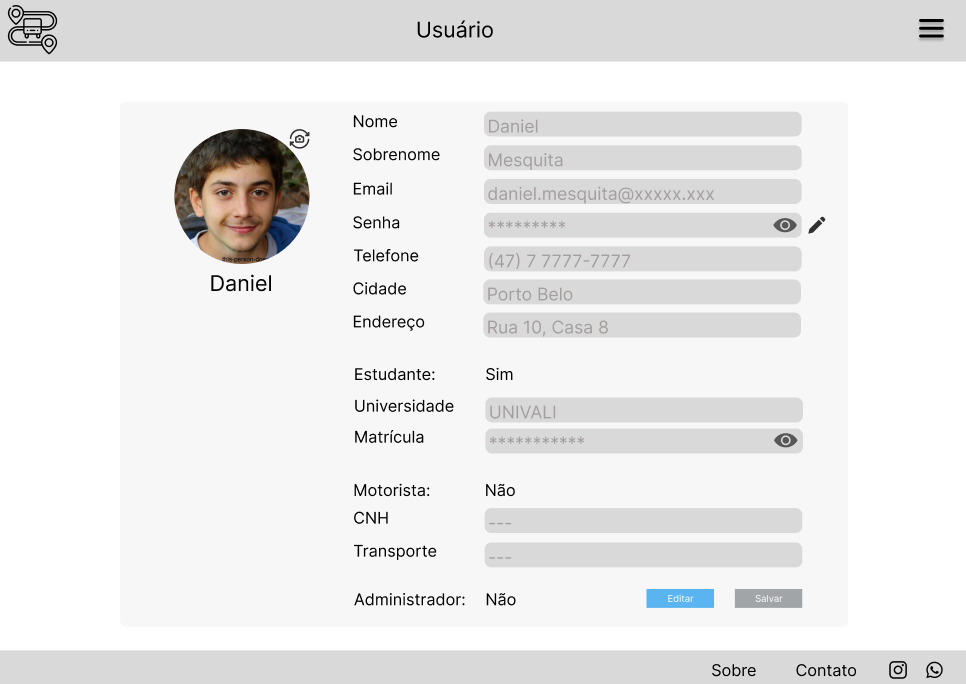 Usuário
Daniel
Nome
Daniel
Sobrenome
Mesquita
Email
daniel.mesquita@xxxxx.xxx
Senha
*********
Telefone
(47) 7 7777-7777
Cidade
Porto Belo
Endereço
Rua 10, Casa 8
Estudante:
Sim
Universidade
UNIVALI
Matrícula
***********
Motorista:
Não
CNH
---
Transporte
---
Administrador:
Não
Editar
Salvar
Sobre
Contato